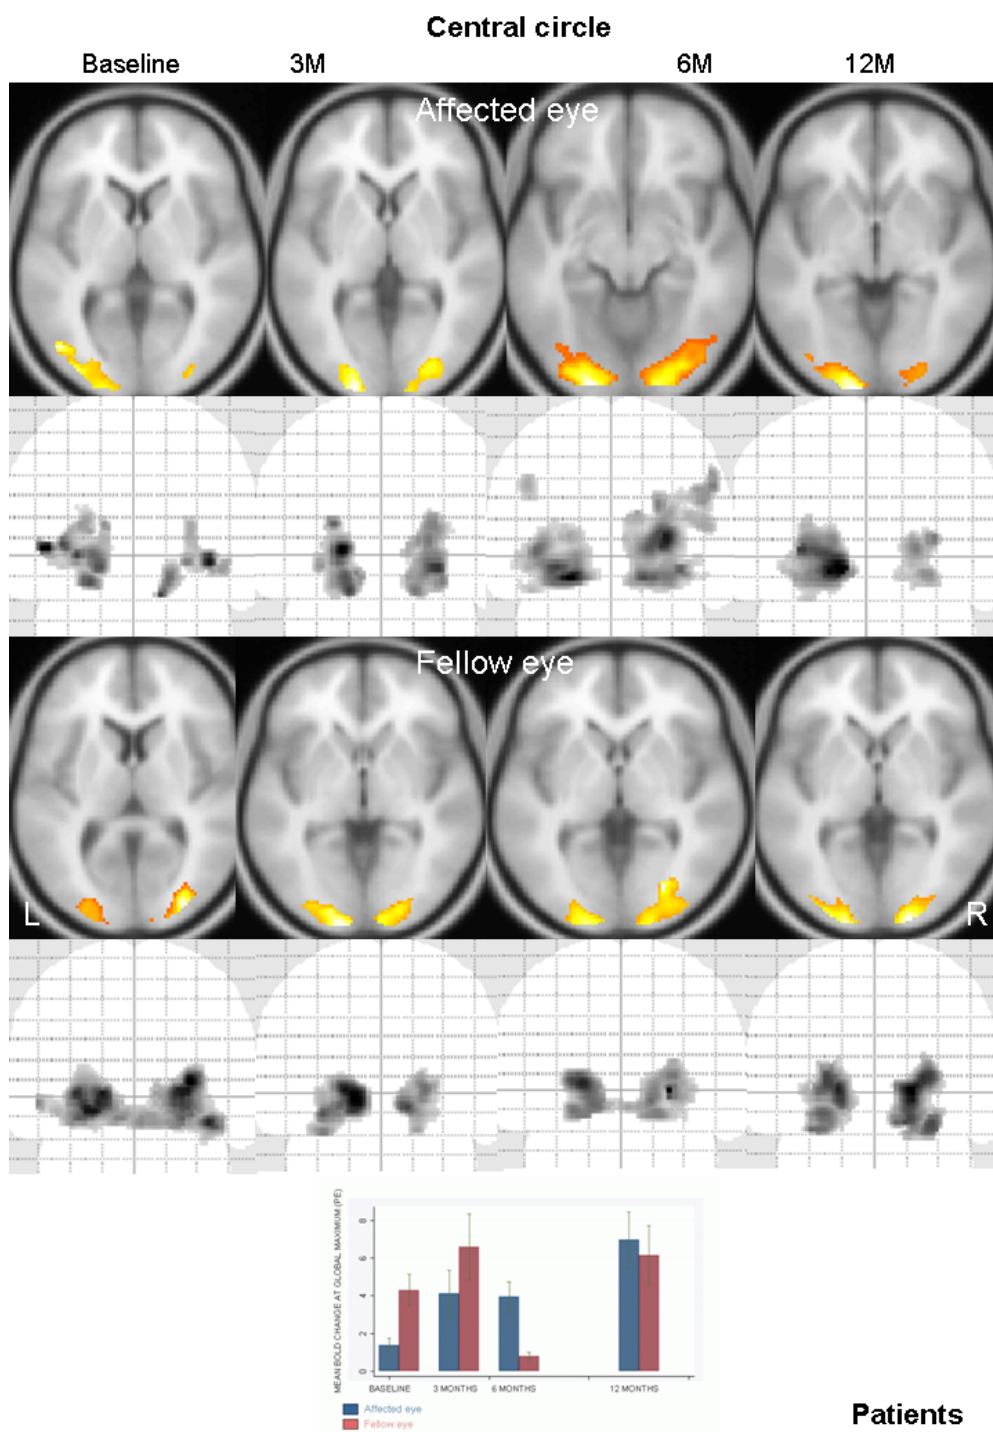 Central circle
Baseline 3M 6M 12M
Affected eye
Fellow eye
L R
MEAN BOLD CHANGE AT GLOBAL MAXIMUM (PE)
8
6
4
2
0
BASELINE 3 MONTHS 6 MONTHS 12 MONTHS
Affected eye
Fellow eye
Patients